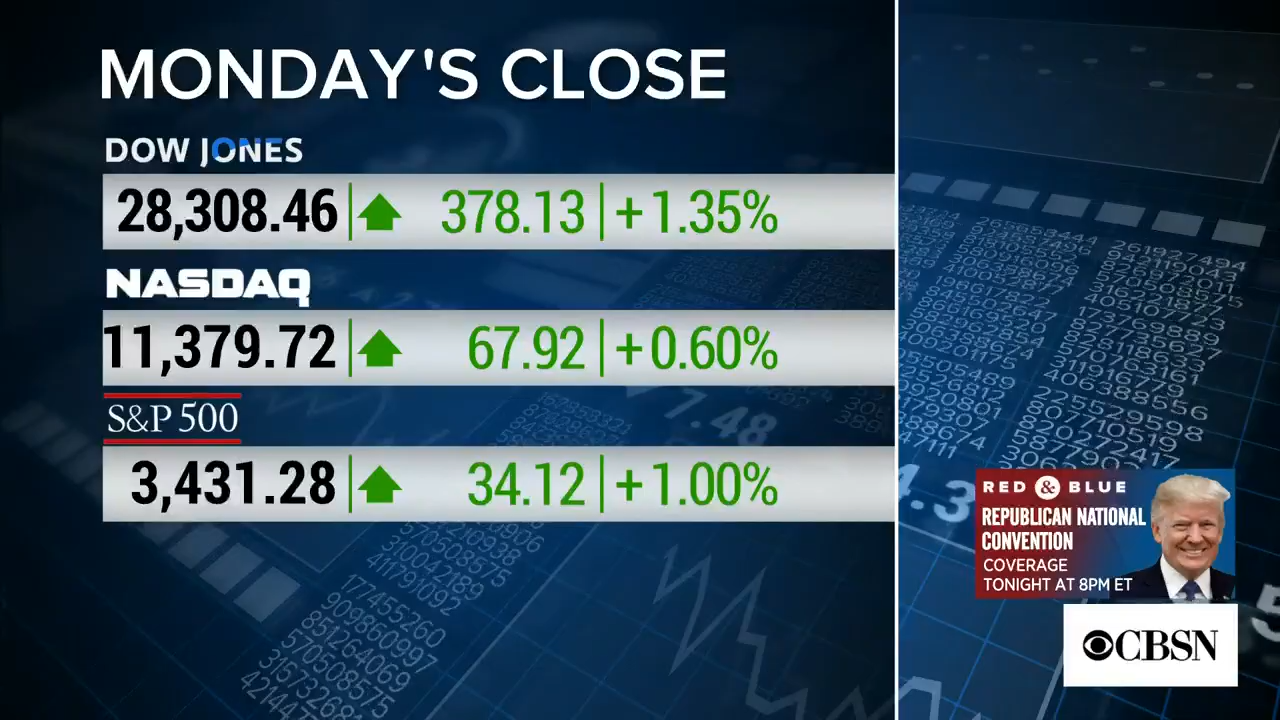 MONDAY'S CLOSE
DOW JONES
28,308.46 378.13 +1.35%
NASDAQ
11,379.72 67.92 +0.60%
S&P 500
3,431.28 34.12 +1.00%
7.48
RED & BLUE
REPUBLICAN NATIONAL
CONVENTION
COVERAGE
TONIGHT AT 8PM ET
CBSN